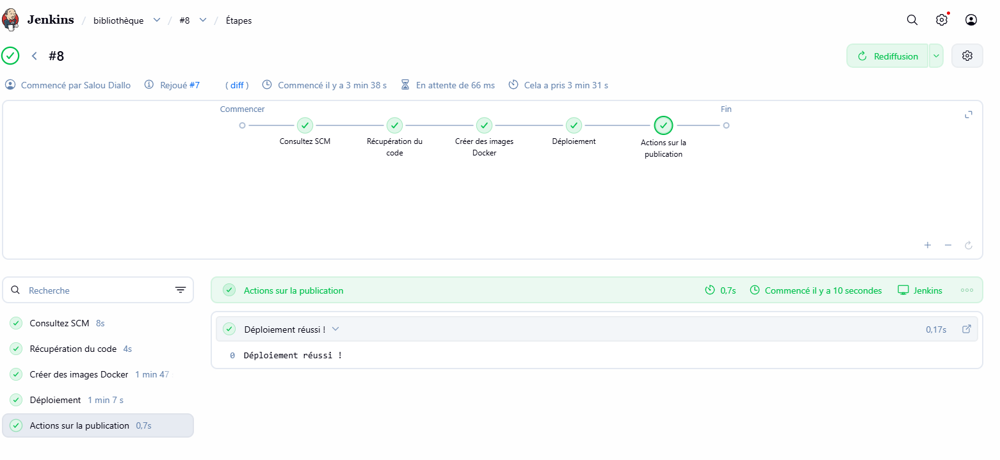 Jenkins / bibliothèque / #8 / Étapes
#8
Rediffusion
Commencé par Salou Diallo Rejoué #7 ( diff ) Commencé il y a 3 min 38 s En attente de 66 ms Cela a pris 3 min 31 s
Commencer
Fin
Consultez SCM
Récupération du
code
Créer des images
Docker
Déploiement
Actions sur la
publication
Recherche
Consultez SCM 8s
Récupération du code 4s
Créer des images Docker 1 min 47
Déploiement 1 min 7 s
Actions sur la publication 0,7s
Actions sur la publication 0,7s Commencé il y a 10 secondes Jenkins
Déploiement réussi ! 0,17s
0 Déploiement réussi !